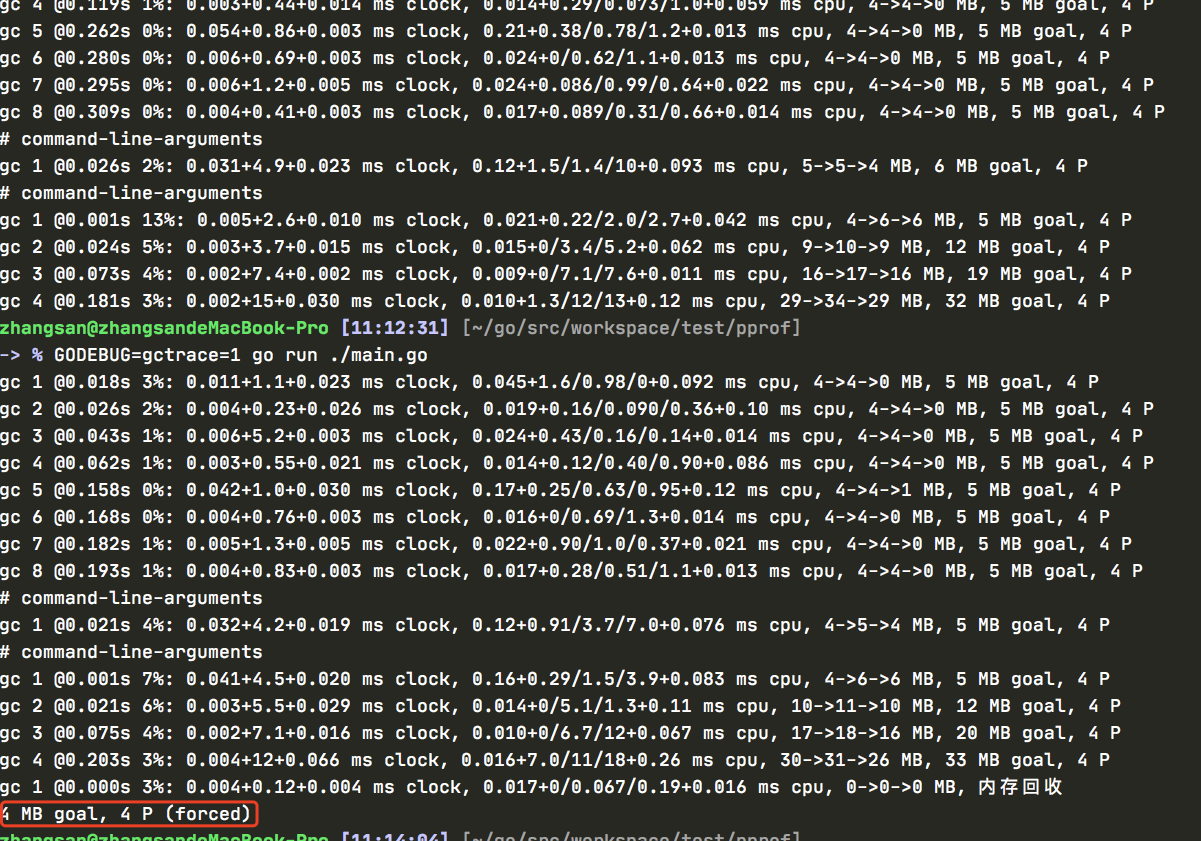 gc 4 @0.119s 1%: 0.003+0.44+0.014 ms clock, 0.014+0.29/0.073/1.0+0.059 ms cpu, 4->4->0 MB, 5 MB goal, 4 P
gc 5 @0.262s 0%: 0.054+0.86+0.003 ms clock, 0.21+0.38/0.78/1.2+0.013 ms cpu, 4->4->0 MB, 5 MB goal, 4 P
gc 6 @0.280s 0%: 0.006+0.69+0.003 ms clock, 0.024+0/0.62/1.1+0.013 ms cpu, 4->4->0 MB, 5 MB goal, 4 P
gc 7 @0.295s 0%: 0.006+1.2+0.005 ms clock, 0.024+0.086/0.99/0.64+0.022 ms cpu, 4->4->0 MB, 5 MB goal, 4 P
gc 8 @0.309s 0%: 0.004+0.41+0.003 ms clock, 0.017+0.089/0.31/0.66+0.014 ms cpu, 4->4->0 MB, 5 MB goal, 4 P
# command-line-arguments
gc 1 @0.026s 2%: 0.031+4.9+0.023 ms clock, 0.12+1.5/1.4/10+0.093 ms cpu, 5->5->4 MB, 6 MB goal, 4 P
# command-line-arguments
gc 1 @0.001s 13%: 0.005+2.6+0.010 ms clock, 0.021+0.22/2.0/2.7+0.042 ms cpu, 4->6->6 MB, 5 MB goal, 4 P
gc 2 @0.024s 5%: 0.003+3.7+0.015 ms clock, 0.015+0/3.4/5.2+0.062 ms cpu, 9->10->9 MB, 12 MB goal, 4 P
gc 3 @0.073s 4%: 0.002+7.4+0.002 ms clock, 0.009+0/7.1/7.6+0.011 ms cpu, 16->17->16 MB, 19 MB goal, 4 P
gc 4 @0.181s 3%: 0.002+15+0.030 ms clock, 0.010+1.3/12/13+0.12 ms cpu, 29->34->29 MB, 32 MB goal, 4 P
zhangsan@zhangsandeMacBook-Pro [11:12:31] [~/go/src/workspace/test/pprof]
-> % GODEBUG=gctrace=1 go run ./main.go
gc 1 @0.018s 3%: 0.011+1.1+0.023 ms clock, 0.045+1.6/0.98/0+0.092 ms cpu, 4->4->0 MB, 5 MB goal, 4 P
gc 2 @0.026s 2%: 0.004+0.23+0.026 ms clock, 0.019+0.16/0.090/0.36+0.10 ms cpu, 4->4->0 MB, 5 MB goal, 4 P
gc 3 @0.043s 1%: 0.006+5.2+0.003 ms clock, 0.024+0.43/0.16/0.14+0.014 ms cpu, 4->4->0 MB, 5 MB goal, 4 P
gc 4 @0.062s 1%: 0.003+0.55+0.021 ms clock, 0.014+0.12/0.40/0.90+0.086 ms cpu, 4->4->0 MB, 5 MB goal, 4 P
gc 5 @0.158s 0%: 0.042+1.0+0.030 ms clock, 0.17+0.25/0.63/0.95+0.12 ms cpu, 4->4->1 MB, 5 MB goal, 4 P
gc 6 @0.168s 0%: 0.004+0.76+0.003 ms clock, 0.016+0/0.69/1.3+0.014 ms cpu, 4->4->0 MB, 5 MB goal, 4 P
gc 7 @0.182s 1%: 0.005+1.3+0.005 ms clock, 0.022+0.90/1.0/0.37+0.021 ms cpu, 4->4->0 MB, 5 MB goal, 4 P
gc 8 @0.193s 1%: 0.004+0.83+0.003 ms clock, 0.017+0.28/0.51/1.1+0.013 ms cpu, 4->4->0 MB, 5 MB goal, 4 P
# command-line-arguments
gc 1 @0.021s 4%: 0.032+4.2+0.019 ms clock, 0.12+0.91/3.7/7.0+0.076 ms cpu, 4->5->4 MB, 5 MB goal, 4 P
# command-line-arguments
gc 1 @0.001s 7%: 0.041+4.5+0.020 ms clock, 0.16+0.29/1.5/3.9+0.083 ms cpu, 4->6->6 MB, 5 MB goal, 4 P
gc 2 @0.021s 6%: 0.003+5.5+0.029 ms clock, 0.014+0/5.1/1.3+0.11 ms cpu, 10->11->10 MB, 12 MB goal, 4 P
gc 3 @0.075s 4%: 0.002+7.1+0.016 ms clock, 0.010+0/6.7/12+0.067 ms cpu, 17->18->16 MB, 20 MB goal, 4 P
gc 4 @0.203s 3%: 0.004+12+0.066 ms clock, 0.016+7.0/11/18+0.26 ms cpu, 30->31->26 MB, 33 MB goal, 4 P
gc 1 @0.000s 3%: 0.004+0.12+0.004 ms clock, 0.017+0/0.067/0.19+0.016 ms cpu, 0->0->0 MB, 内存回收
4 MB goal, 4 P (forced)
zhangsan@zhangsandeMacBook-Pro [11:14:04] [~/go/src/workspace/test/pprof]